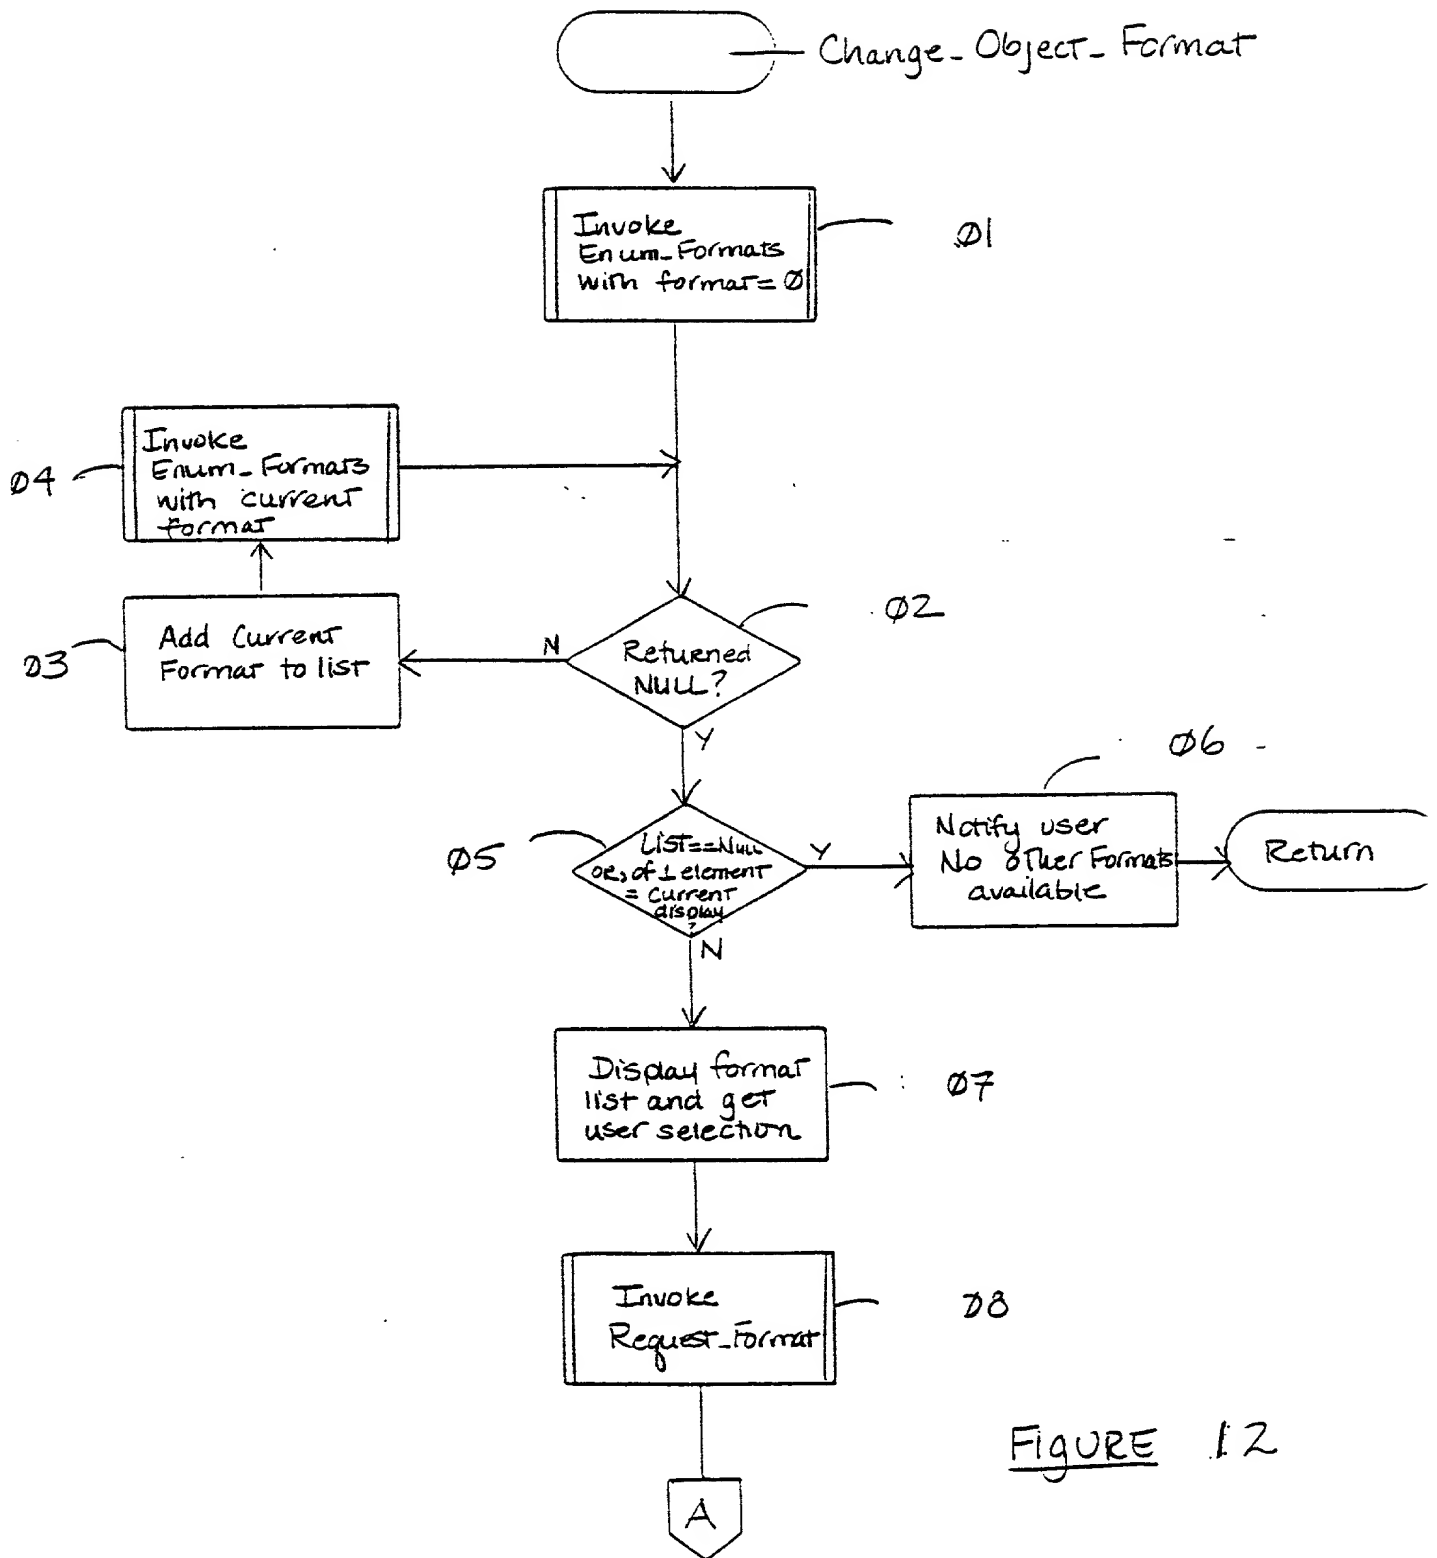 Change_Object_Format
Invoke
Enum_Formats
with format=Ø
Ø1
Invoke
Enum_Formats
with current
format
Ø4
Ø2
Returned
NULL?
N
Y
Add Current
Format to list
Ø3
Ø5
List==Null
or, of 1 element
= current
display
?
Y
N
Ø6
Notify user
No other Formats
available
Return
Display format
list and get
user selection
Ø7
Invoke
Request_Format
Ø8
A
FIGURE 12